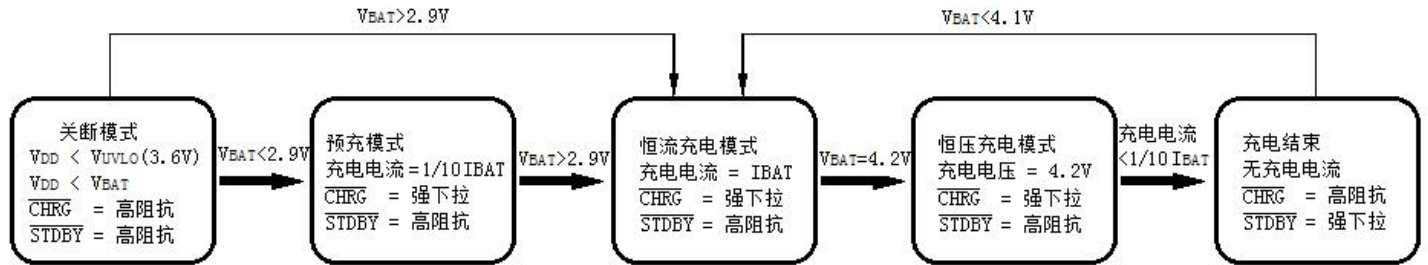 VBAT>2.9V
VBAT<4.1V
关断模式
VDD < VUVLO(3.6V)
VDD < VBAT
CHRG = 高阻抗
STDBY = 高阻抗
VBAT<2.9V
预充模式
充电电流=1/10IBAT
CHRG = 强下拉
STDBY = 高阻抗
VBAT>2.9V
恒流充电模式
充电电流 = IBAT
CHRG = 强下拉
STDBY = 高阻抗
VBAT=4.2V
恒压充电模式
充电电压 = 4.2V
CHRG = 强下拉
STDBY = 高阻抗
充电电流
<1/10 IBAT
充电结束
无充电电流
CHRG = 高阻抗
STDBY = 强下拉